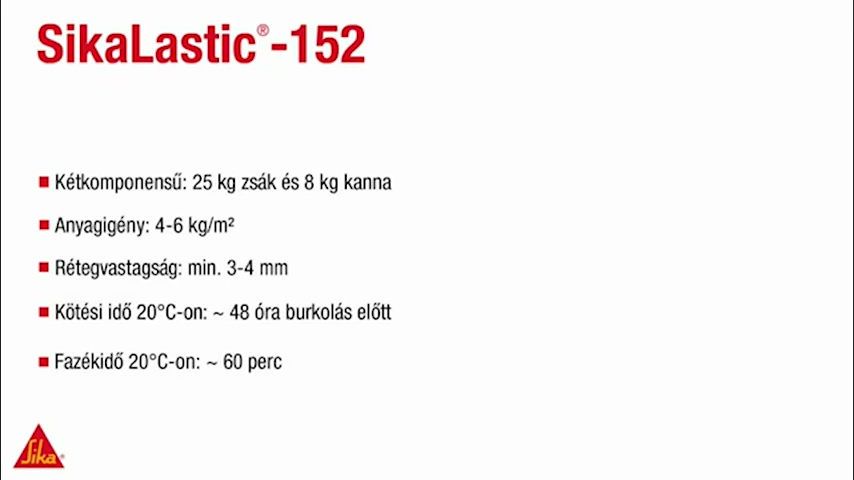 SikaLastic®-152
Kétkomponensű: 25 kg zsák és 8 kg kanna
Anyagigény: 4-6 kg/m²
Rétegvastagság: min. 3-4 mm
Kötési idő 20°C-on: ~ 48 óra burkolás előtt
Fazékidő 20°C-on: ~ 60 perc
Sika®